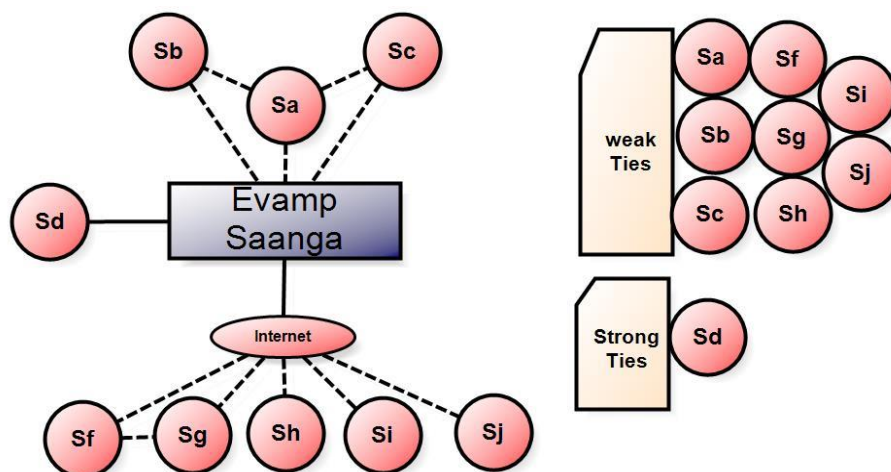 Sb
Sc
Sa
Sd
Evamp
Saanga
Internet
Sf
Sg
Sh
Si
Sj
weak
Ties
Sa
Sf
Si
Sb
Sg
Sj
Sc
Sh
Strong
Ties
Sd